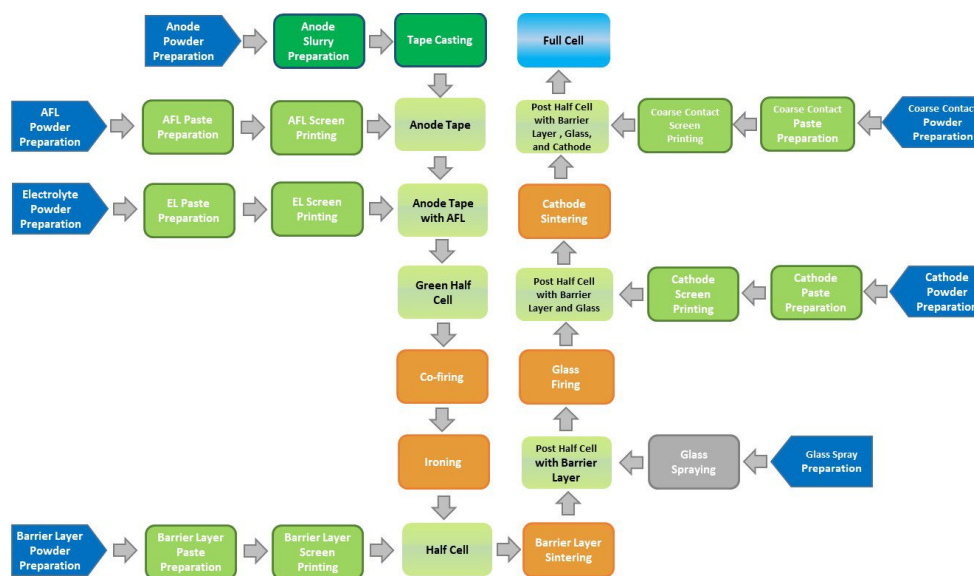 Anode
Powder
Preparation
Anode
Slurry
Preparation
Tape Casting
Full Cell
AFL
Powder
Preparation
AFL Paste
Preparation
AFL Screen
Printing
Anode Tape
Post Half Cell
with Barrier
Layer , Glass,
and Cathode
Coarse Contact
Screen
Printing
Coarse Contact
Paste
Preparation
Coarse Contact
Powder
Preparation
Electrolyte
Powder
Preparation
EL Paste
Preparation
EL Screen
Printing
Anode Tape
with AFL
Cathode
Sintering
Green Half
Cell
Post Half Cell
with Barrier
Layer and Glass
Cathode
Screen
Printing
Cathode
Paste
Preparation
Cathode
Powder
Preparation
Co-firing
Glass
Firing
Ironing
Post Half Cell
with Barrier
Layer
Glass
Spraying
Glass Spray
Preparation
Barrier Layer
Powder
Preparation
Barrier Layer
Paste
Preparation
Barrier Layer
Screen
Printing
Half Cell
Barrier Layer
Sintering